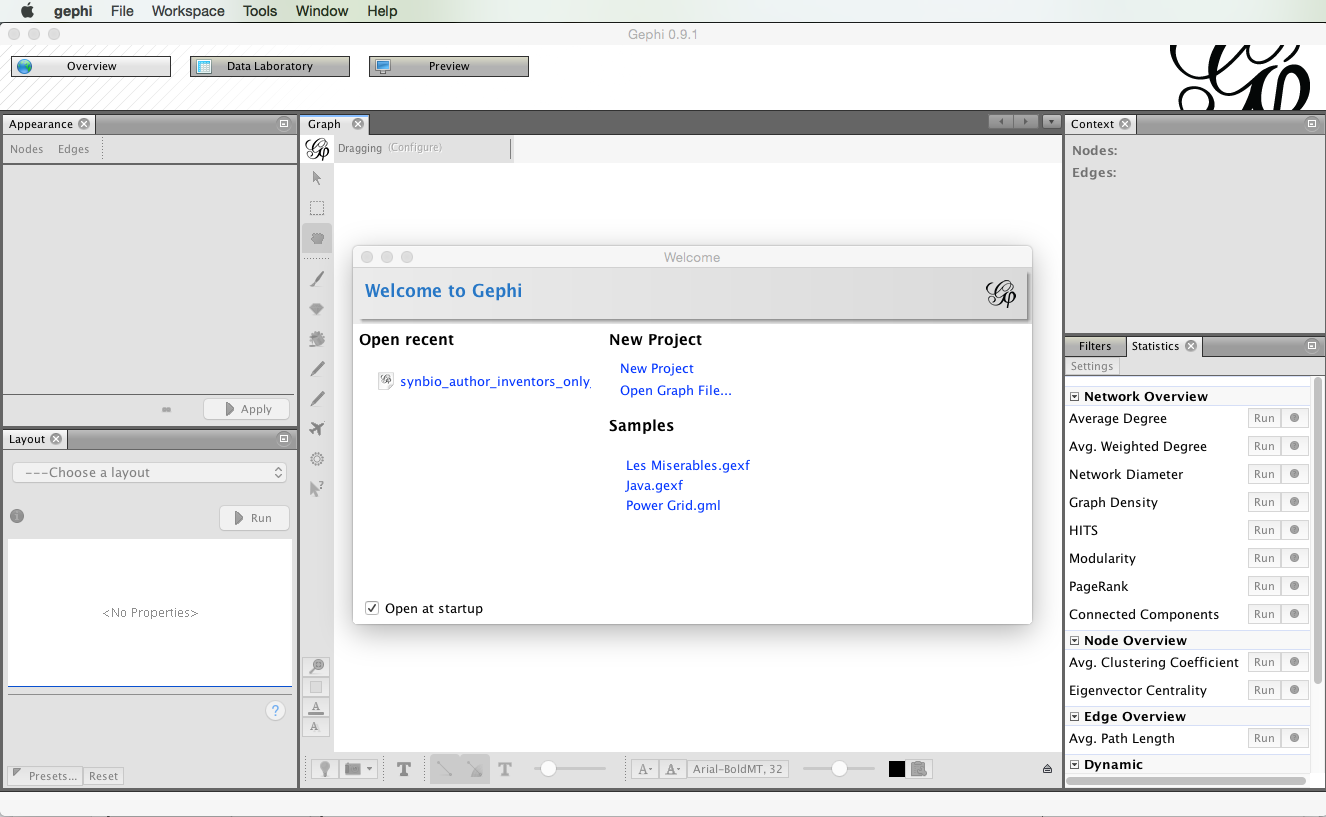 gephi File Workspace Tools Window Help
Gephi 0.9.1
Overview Data Laboratory Preview
Appearance
Nodes Edges
Apply
Layout
---Choose a layout
Run
<No Properties>
?
Presets... Reset
Graph
Dragging (Configure)
Welcome
Welcome to Gephi
Open recent
synbio_author_inventors_only
New Project
New Project
Open Graph File...
Samples
Les Miserables.gexf
Java.gexf
Power Grid.gml
Open at startup
A
A
T T A- A- Arial-BoldMT, 32
Context
Nodes:
Edges:
Filters Statistics
Settings
Network Overview
Average Degree Run
Avg. Weighted Degree Run
Network Diameter Run
Graph Density Run
HITS Run
Modularity Run
PageRank Run
Connected Components Run
Node Overview
Avg. Clustering Coefficient Run
Eigenvector Centrality Run
Edge Overview
Avg. Path Length Run
Dynamic